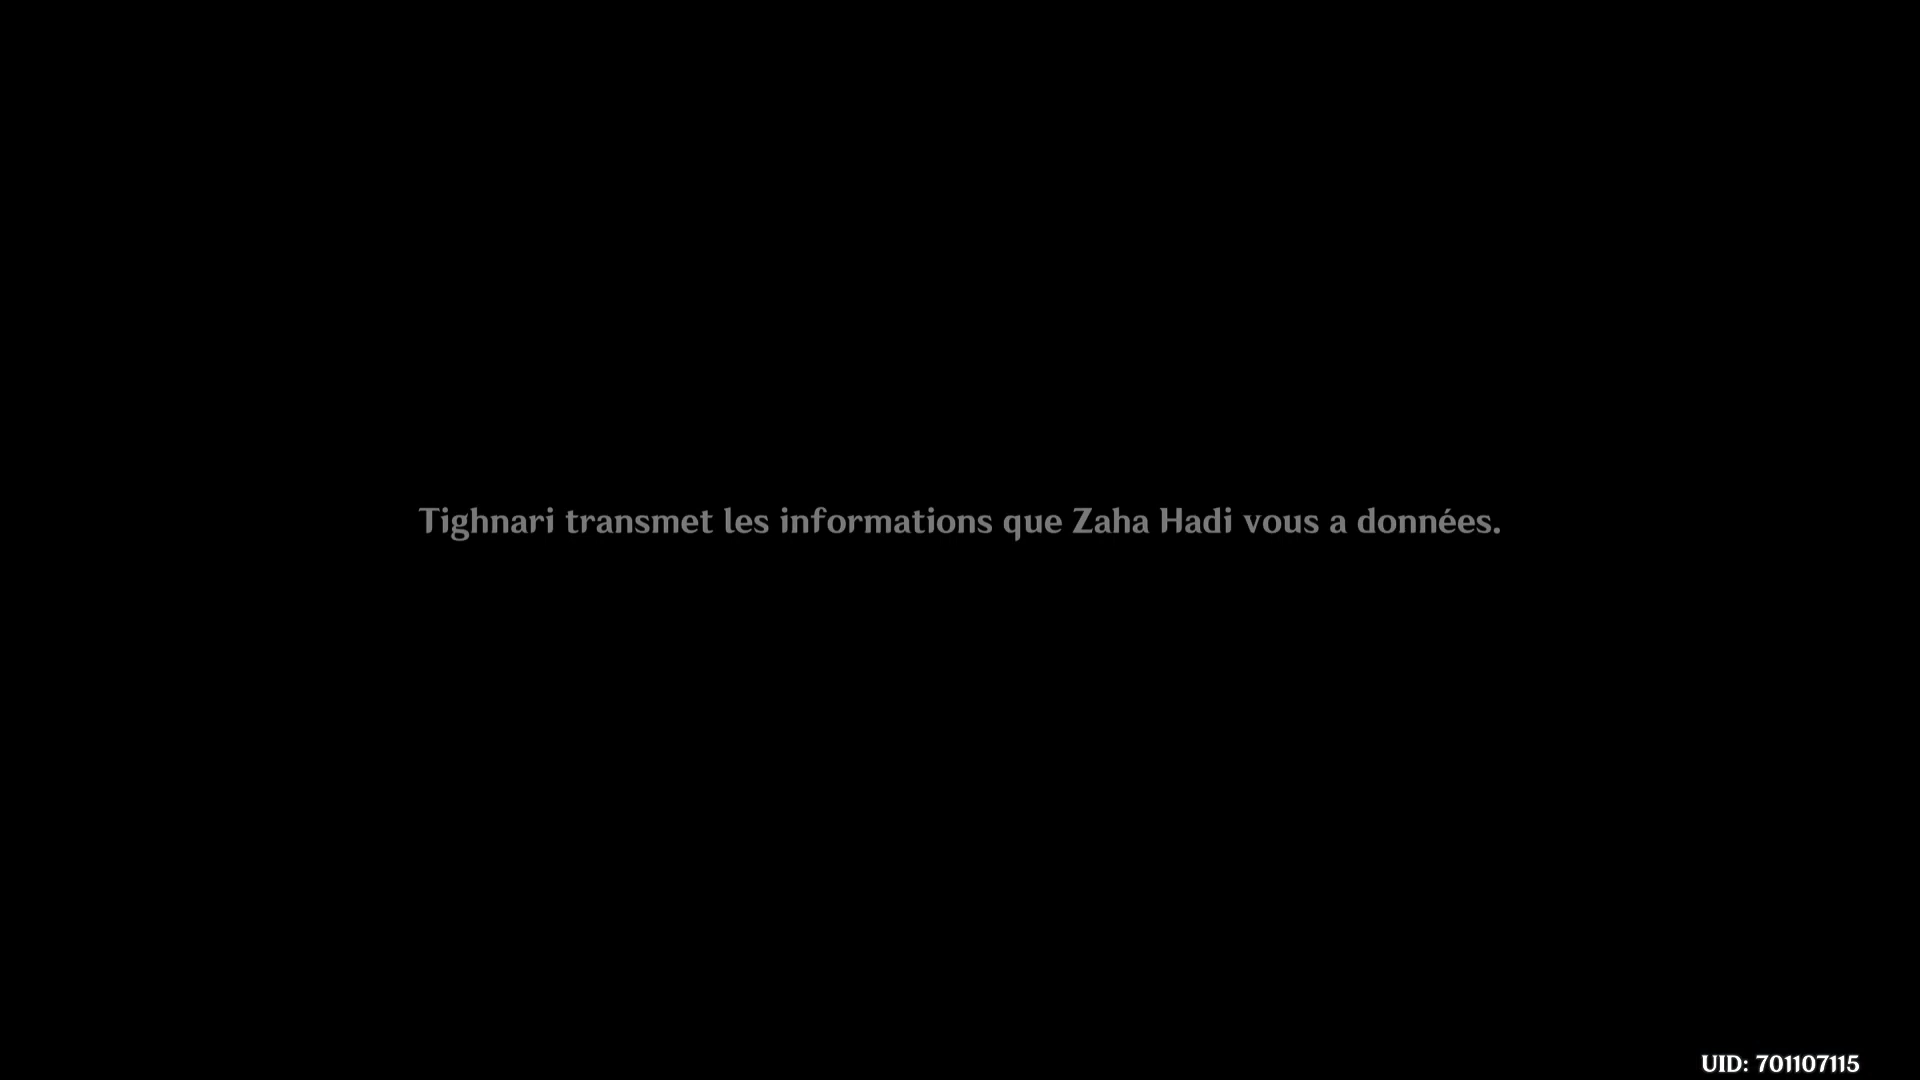 Tighnari transmet les informations que Zaha Hadi vous a données.
UID: 701107115